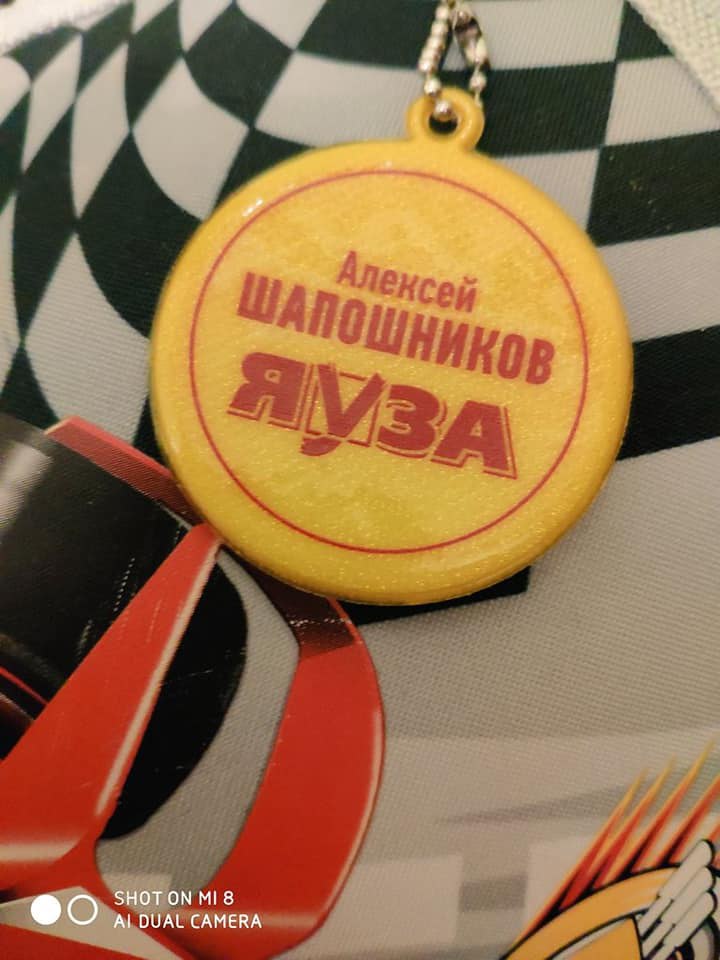 Алексей
ШАПОШНИКОВ
ЯУЗА
SHOT ON MI 8
AI DUAL CAMERA